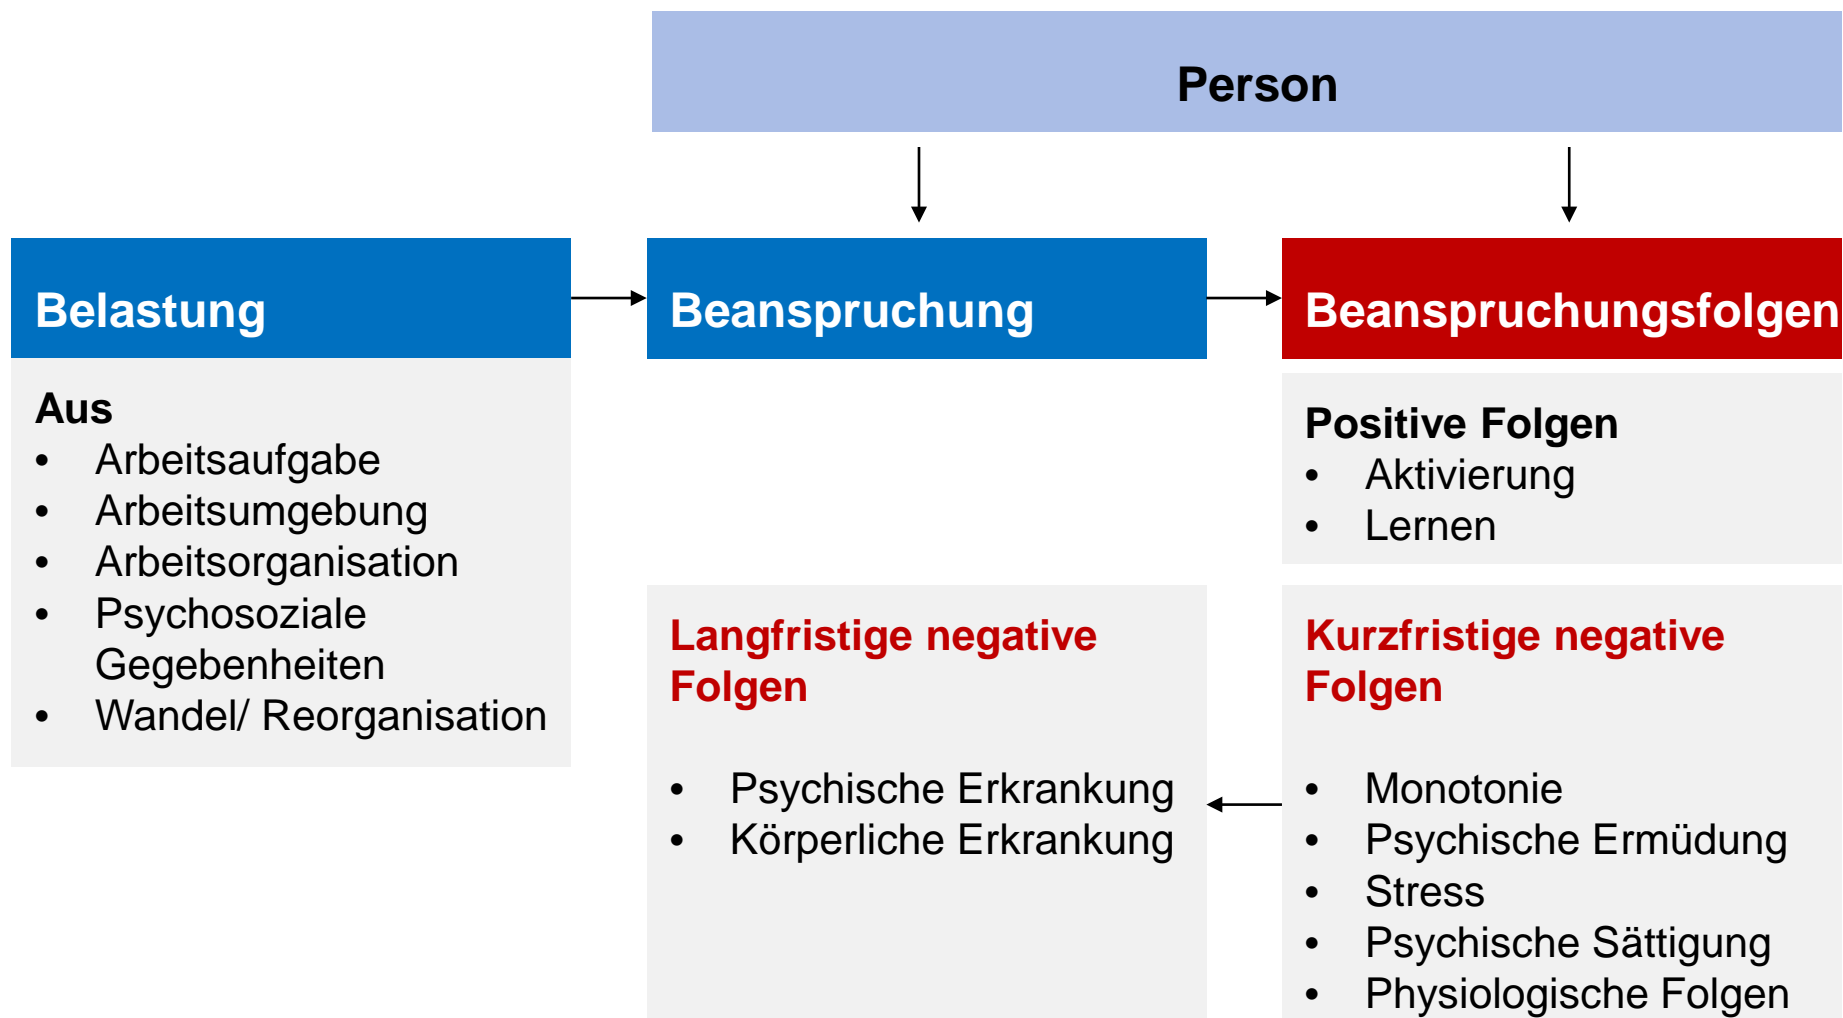 Person
Belastung
Beanspruchung
Beanspruchungsfolgen
Aus
• Arbeitsaufgabe
• Arbeitsumgebung
• Arbeitsorganisation
• Psychosoziale
Gegebenheiten
• Wandel/ Reorganisation
Positive Folgen
• Aktivierung
• Lernen
Langfristige negative
Folgen
• Psychische Erkrankung
• Körperliche Erkrankung
Kurzfristige negative
Folgen
• Monotonie
• Psychische Ermüdung
• Stress
• Psychische Sättigung
• Physiologische Folgen